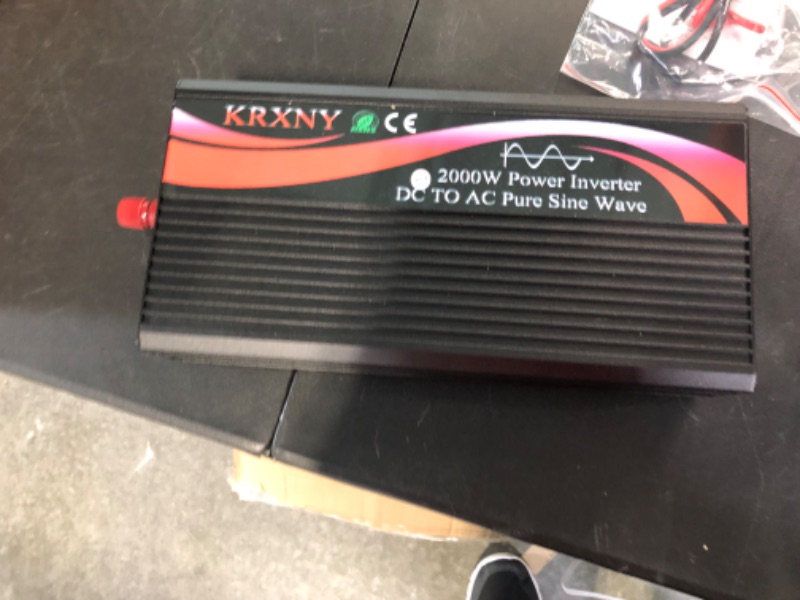 KRXNY CE
2000W Power Inverter
DC TO AC Pure Sine Wave